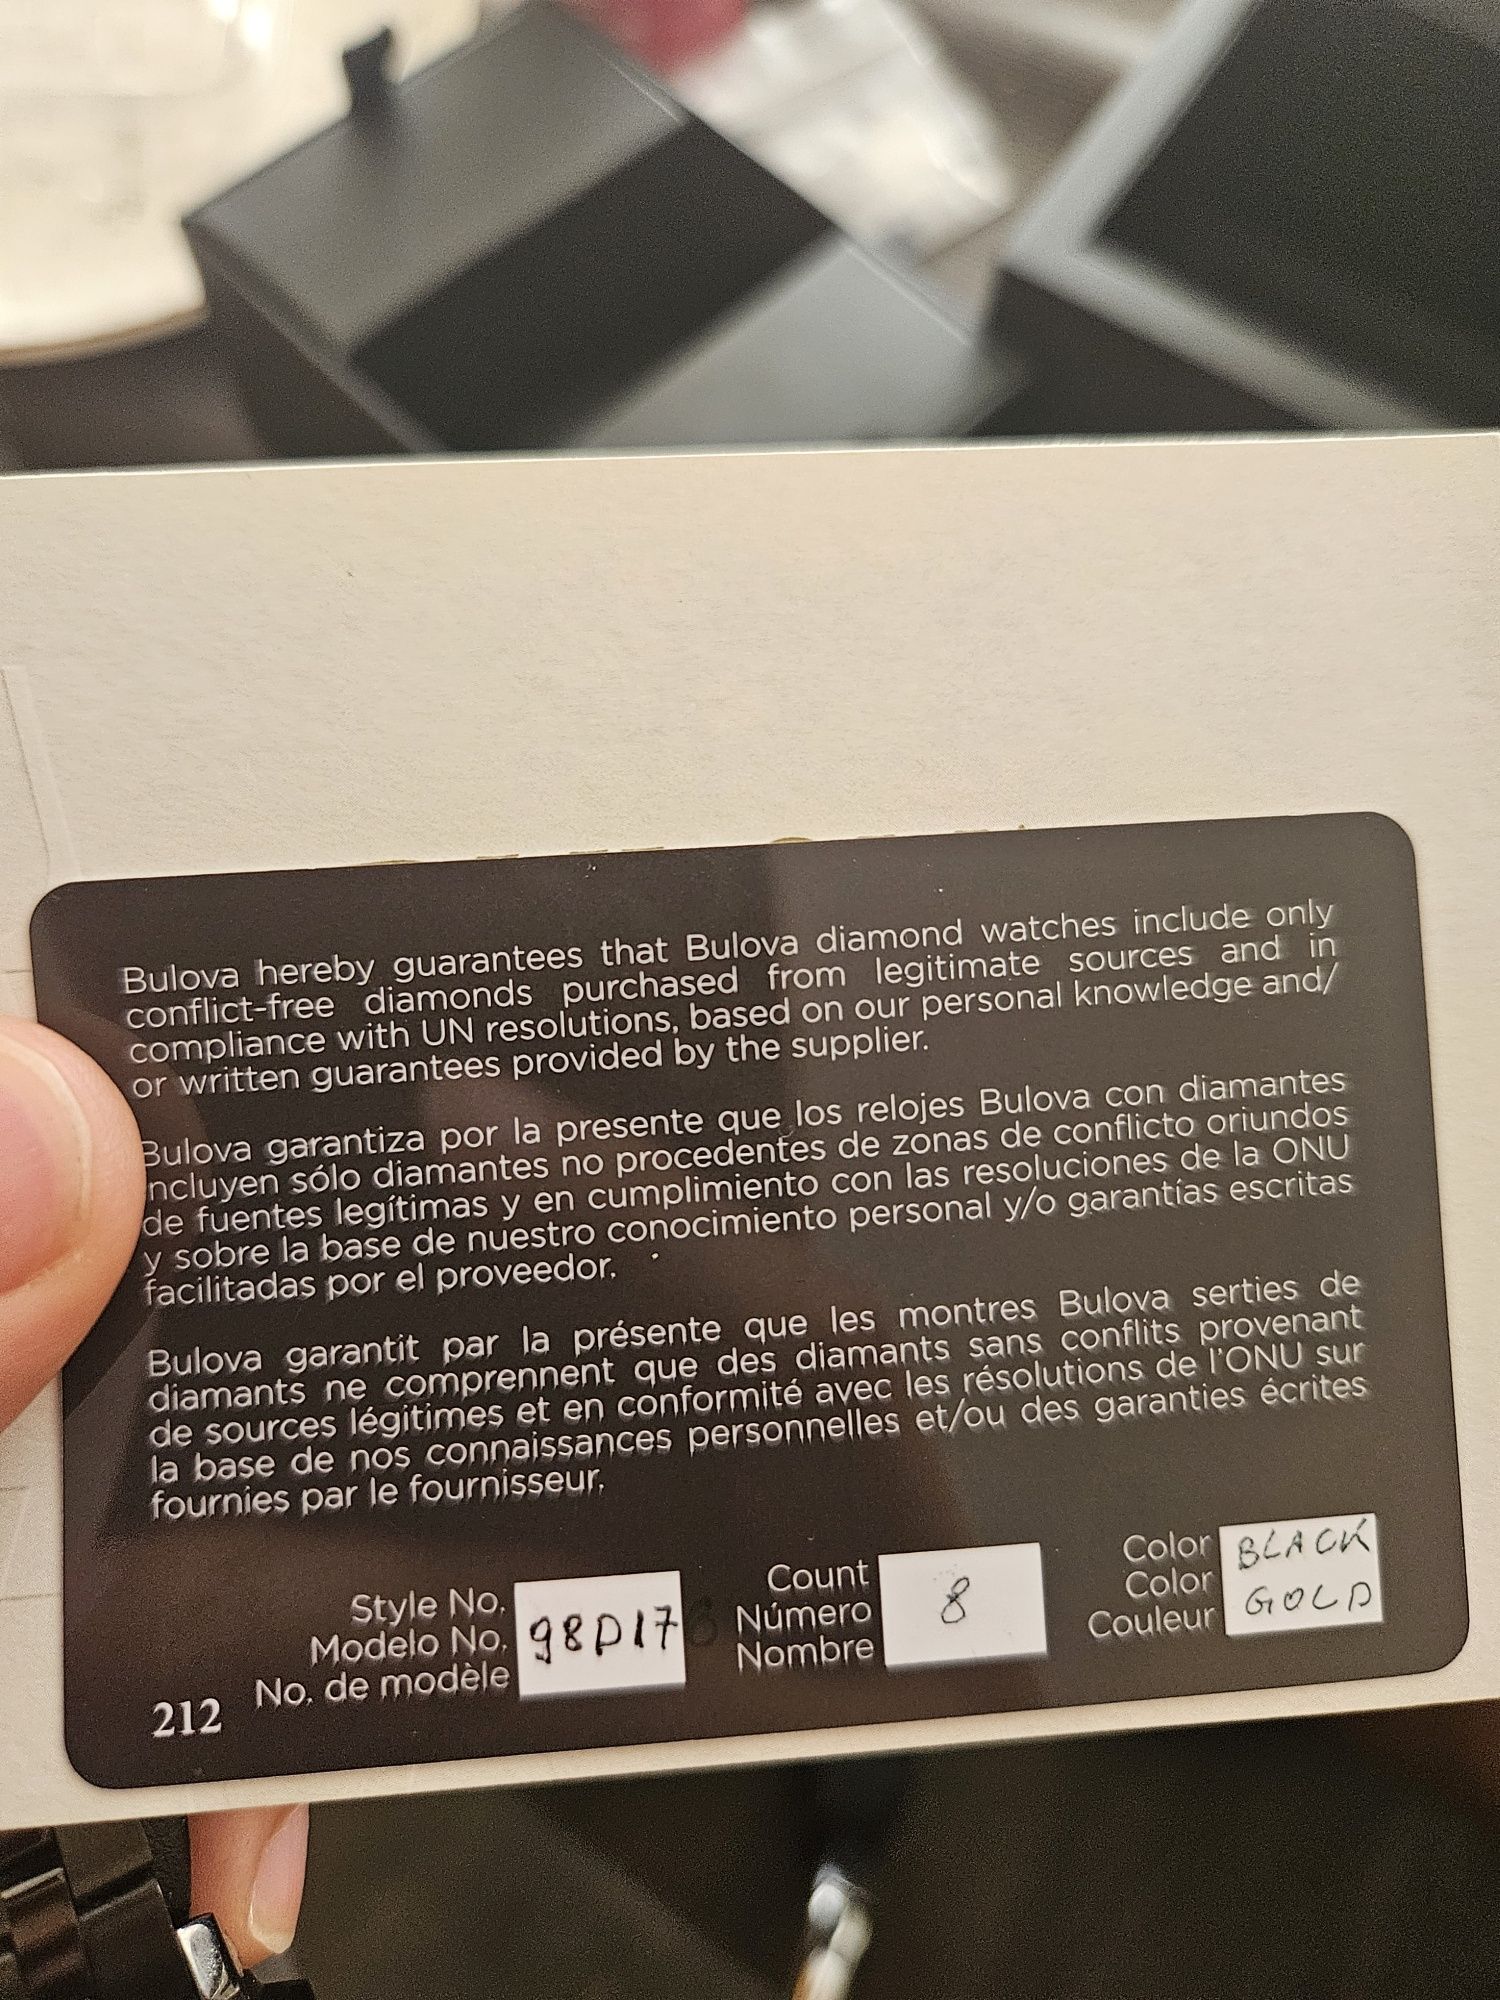 Bulova hereby guarantees that Bulova diamond watches include only
conflict-free diamonds purchased from legitimate sources and in
compliance with UN resolutions, based on our personal knowledge and/
or written guarantees provided by the supplier.
Bulova garantiza por la presente que los relojes Bulova con diamantes
ncluyen sólo diamantes no procedentes de zonas de conflicto oriundos
de fuentes legítimas y en cumplimiento con las resoluciones de la ONU
y sobre la base de nuestro conocimiento personal y/o garantías escritas
facilitadas por el proveedor.
Bulova garantit par la présente que les montres Bulova serties de
diamants ne comprennent que des diamants sans conflits provenant
de sources légitimes et en conformité avec les résolutions de l'ONU sur
la base de nos connaissances personnelles et/ou des garanties écrites
fournies par le fournisseur.
Style No.
Modelo No.
No. de modèle
98D176
Count
Número
Nombre
8
Color
Color
Couleur
BLACK
GOLD
212